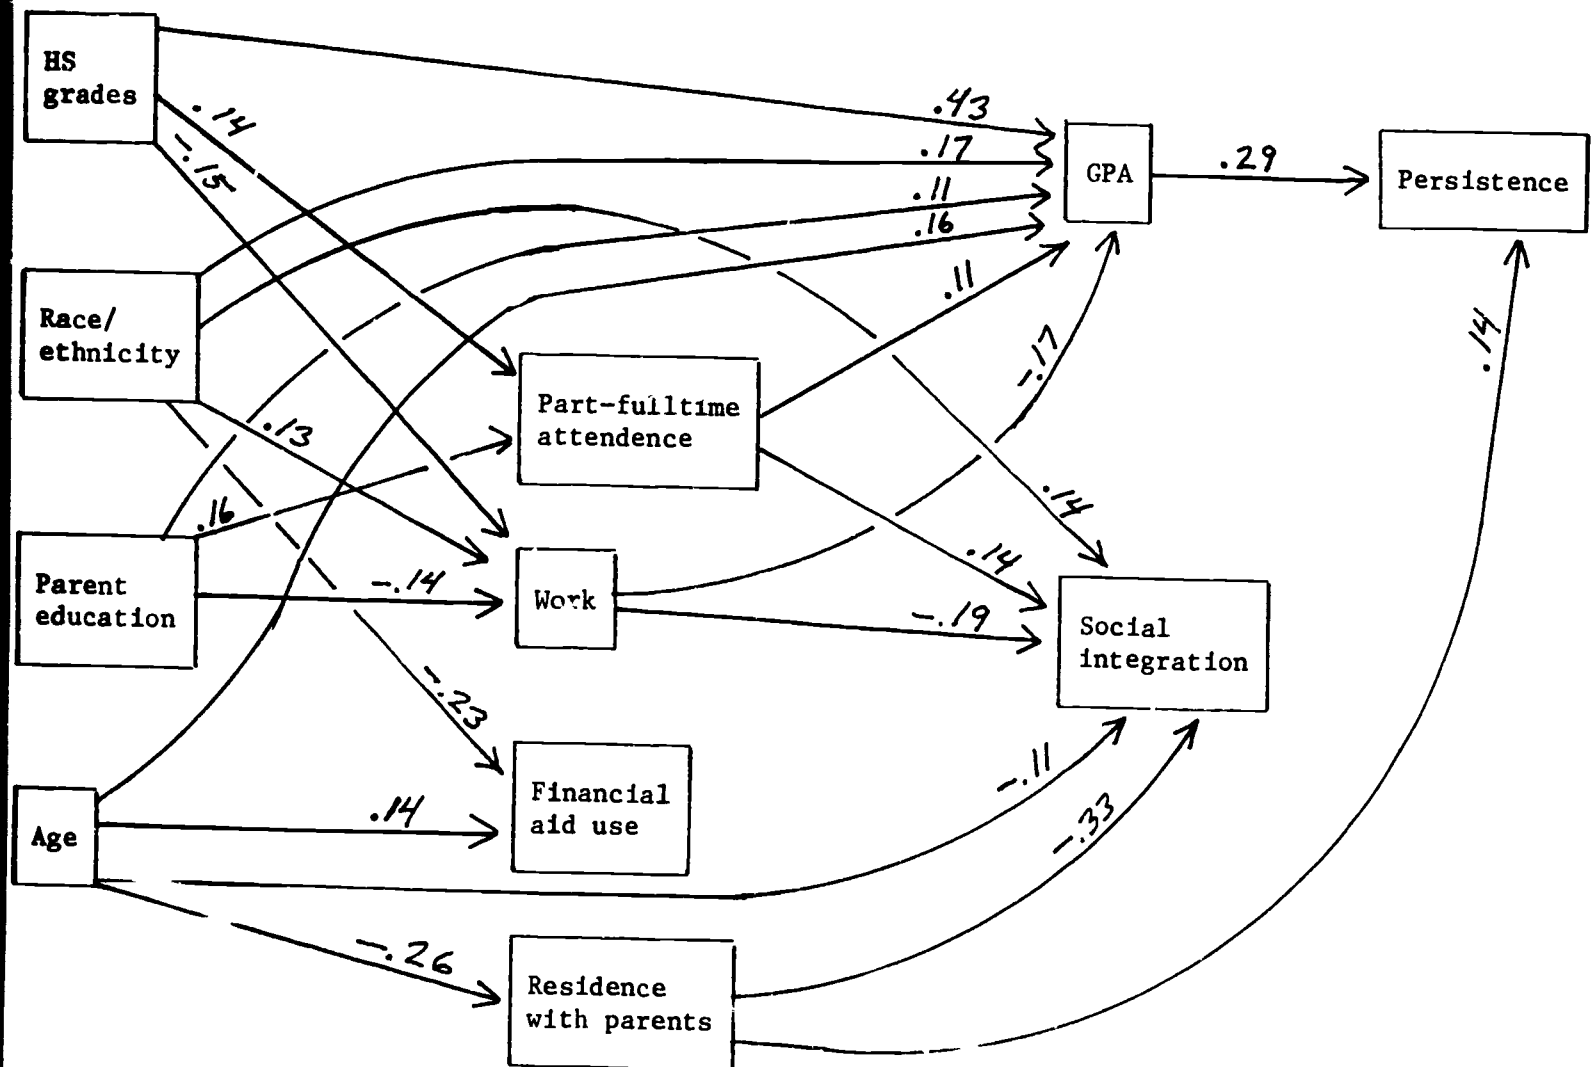 HS
grades
.14
-.15
.43
.17
.11
.16
GPA
.29
Persistence
Race/
ethnicity
.13
.11
-.17
.14
Part-fulltime
attendence
.16
Parent
education
-.14
Work
.14
.14
-.19
Social
integration
-.23
Age
.14
Financial
aid use
-.11
-.33
-.26
Residence
with parents